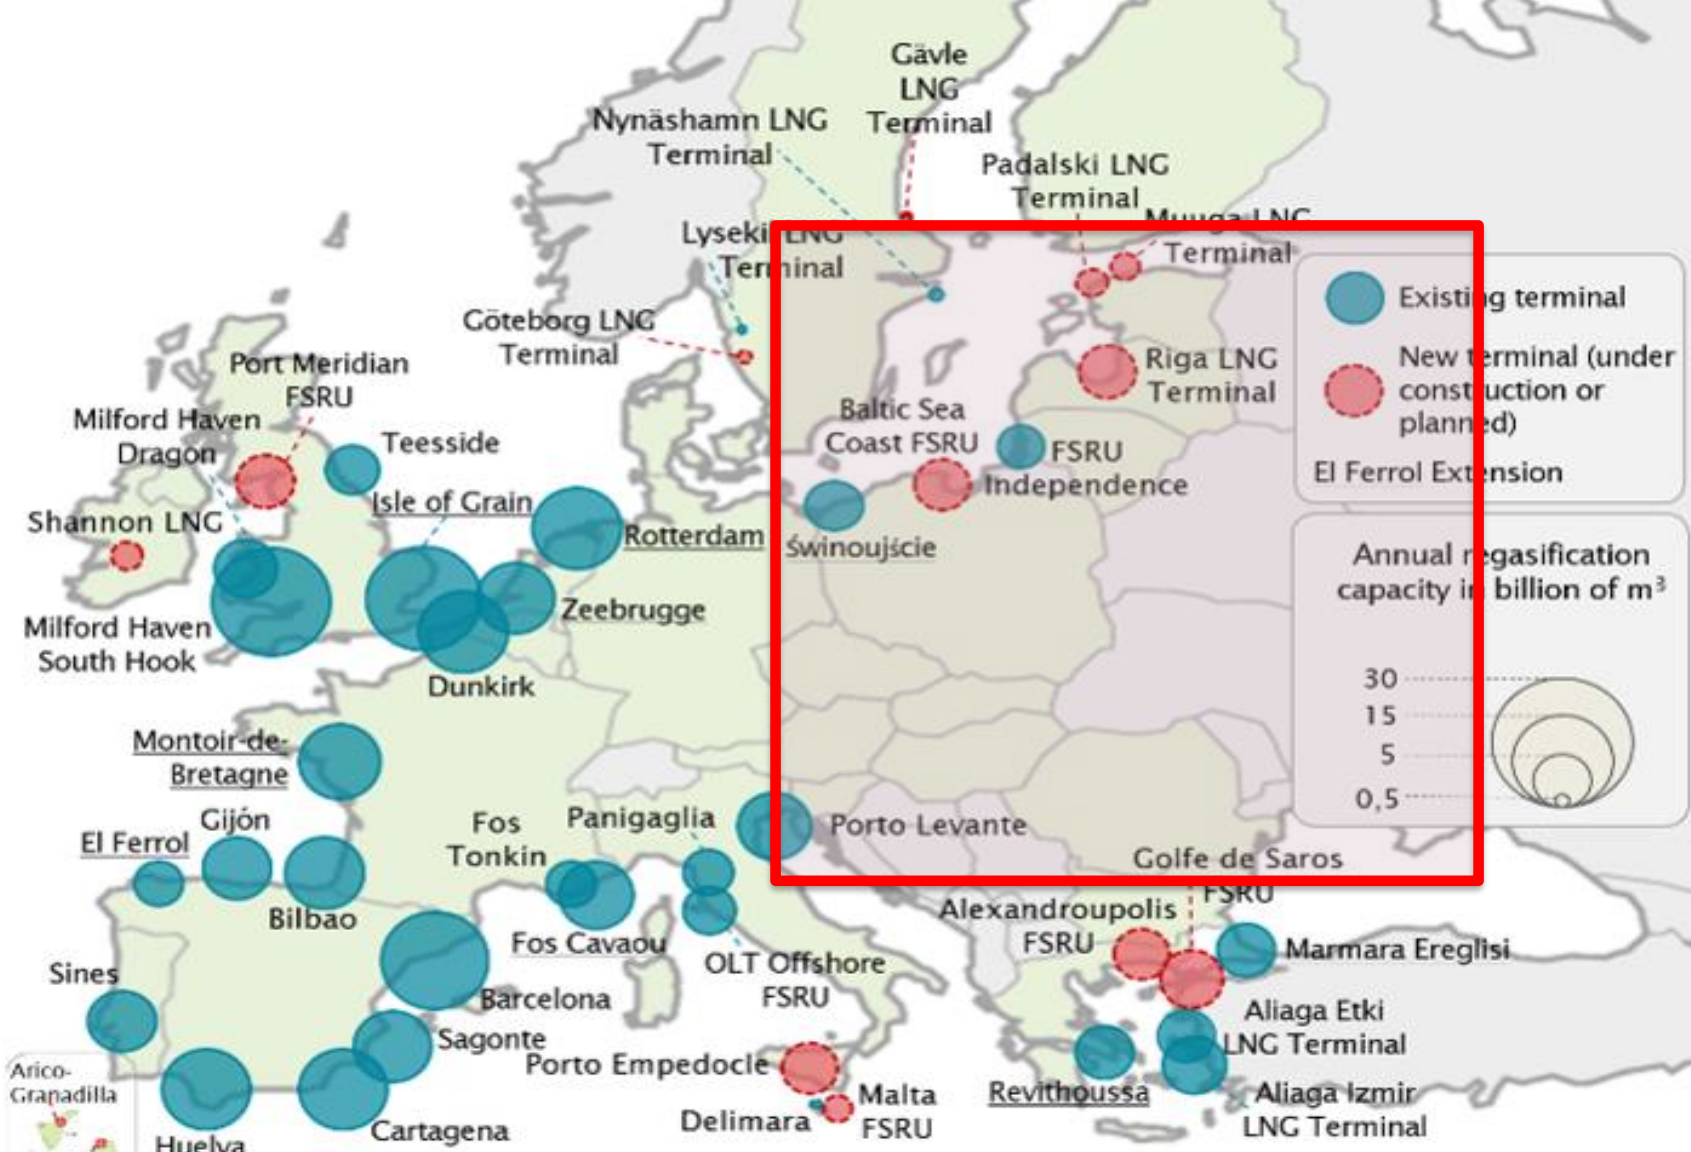 Gävle
LNG
Terminal
Nynäshamn LNG
Terminal
Padalski LNG
Terminal
Muuga LNG
Terminal
Lysekil LNG
Terminal
Göteborg LNG
Terminal
Existing terminal
New terminal (under
construction or
planned)
El Ferrol Extension
Riga LNG
Terminal
Port Meridian
FSRU
Milford Haven
Dragon
Teesside
Baltic Sea
Coast FSRU
FSRU
Independence
Isle of Grain
Shannon LNG
Rotterdam
Świnoujście
Annual regasification
capacity in billion of m³
30
15
5
0,5
Zeebrugge
Milford Haven
South Hook
Dunkirk
Montoir-de-
Bretagne
Gijón
El Ferrol
Fos
Tonkin
Panigaglia
Porto Levante
Golfe de Saros
FSRU
Bilbao
Fos Cavaou
Alexandroupolis
FSRU
Marmara Ereglisi
OLT Offshore
FSRU
Sines
Barcelona
Sagonte
Aliaga Etki
LNG Terminal
Porto Empedocle
Arico-
Granadilla
Revithoussa
Aliaga Izmir
LNG Terminal
Delimara
Malta
FSRU
Cartagena
Huelva